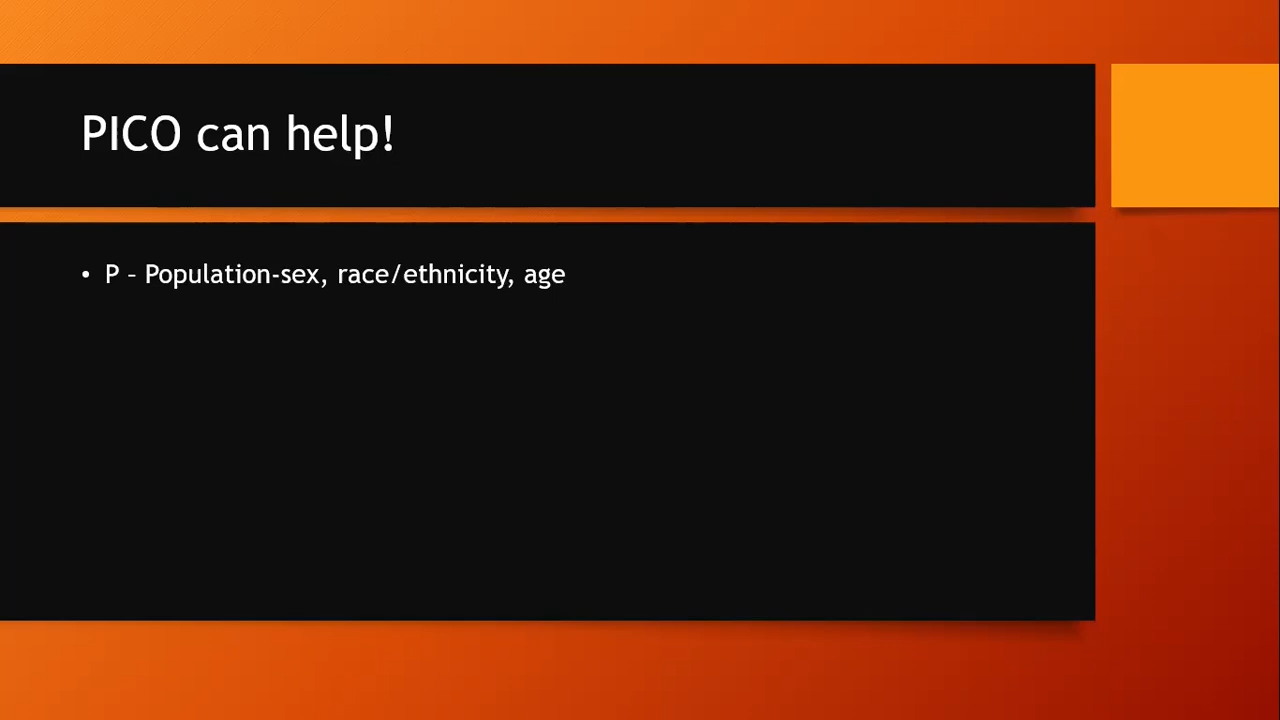 PICO can help!
• P – Population-sex, race/ethnicity, age